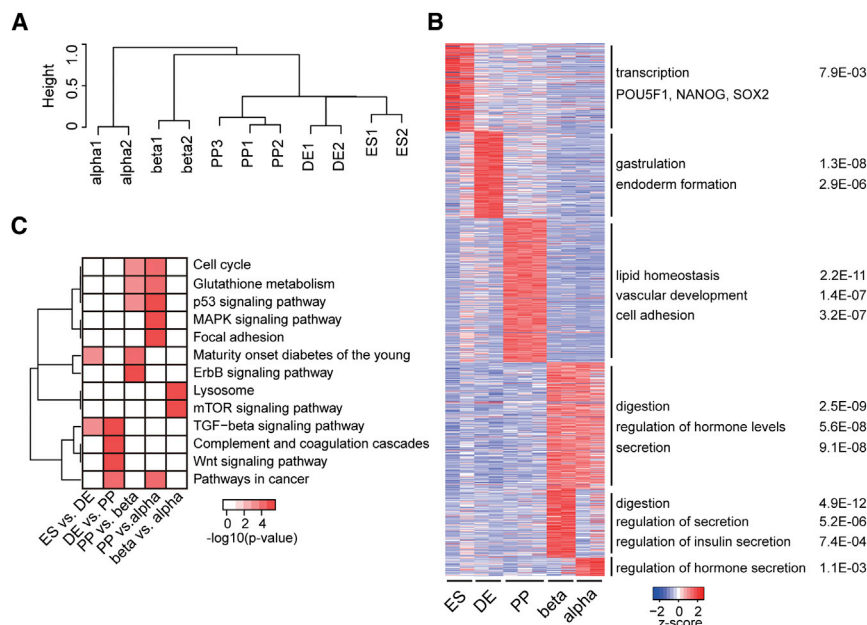 A
Height
1.0
0.5
0
alpha1
alpha2
beta1
beta2
PP3
PP1
PP2
DE1
DE2
ES1
ES2
B
transcription 7.9E-03
POU5F1, NANOG, SOX2
gastrulation 1.3E-08
endoderm formation 2.9E-06
lipid homeostasis 2.2E-11
vascular development 1.4E-07
cell adhesion 3.2E-07
digestion 2.5E-09
regulation of hormone levels 5.6E-08
secretion 9.1E-08
digestion 4.9E-12
regulation of secretion 5.2E-06
regulation of insulin secretion 7.4E-04
regulation of hormone secretion 1.1E-03
ES
DE
PP
beta
alpha
−2 0 2
z-score
C
Cell cycle
Glutathione metabolism
p53 signaling pathway
MAPK signaling pathway
Focal adhesion
Maturity onset diabetes of the young
ErbB signaling pathway
Lysosome
mTOR signaling pathway
TGF−beta signaling pathway
Complement and coagulation cascades
Wnt signaling pathway
Pathways in cancer
ES vs. DE
DE vs. PP
PP vs. beta
PP vs.alpha
beta vs. alpha
0 2 4
-log10(p-value)